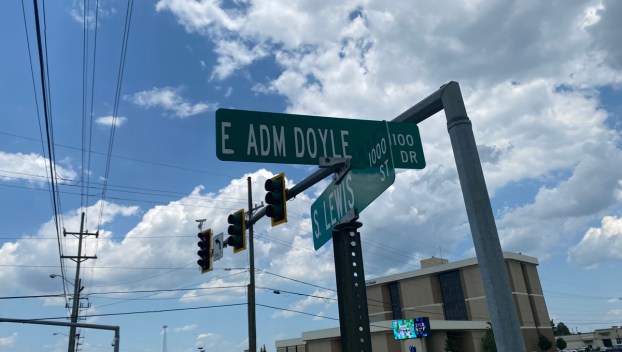 E ADM DOYLE 100 DR
S LEWIS 1000 ST